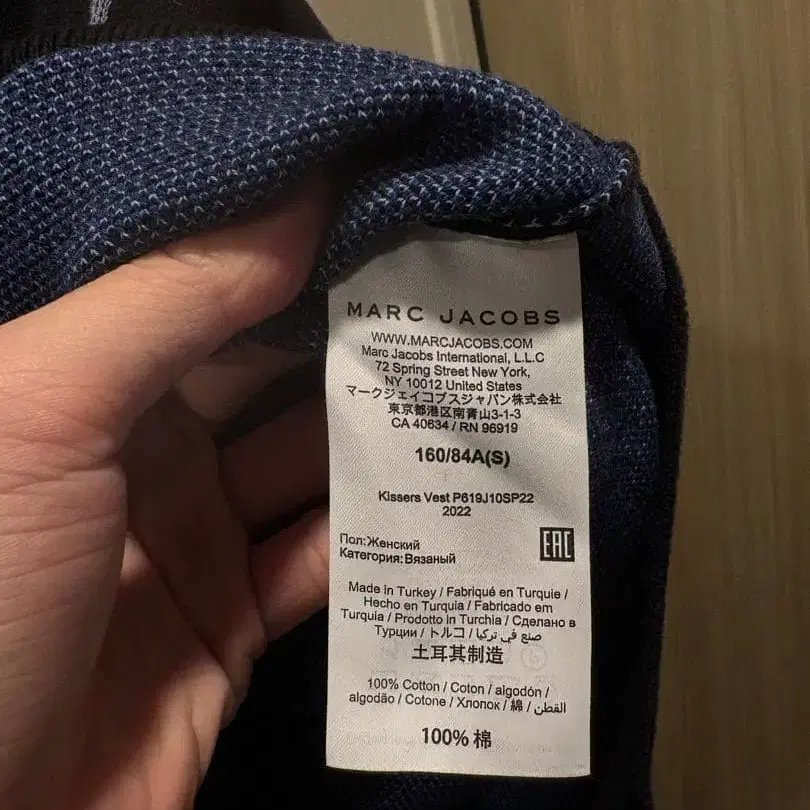 MARC JACOBS
WWW.MARCJACOBS.COM
Marc Jacobs International, L.L.C
72 Spring Street New York,
NY 10012 United States
マークジェイコブスジャパン株式会社
東京都港区南青山3-1-3
CA 40634 / RN 96919
160/84A(S)
Kissers Vest P619J10SP22
2022
Пол:Женский
Категория:Вязаный
EAC
Made in Turkey / Fabriqué en Turquie /
Hecho en Turquia / Fabricado em
Turquia / Prodotto in Turchia / Сделано в
Турции / トルコ / صنع في تركيا
土耳其制造
100% Cotton / Coton / algodón /
algodão / Cotone / Хлопок / 綿 / القطن
100% 棉